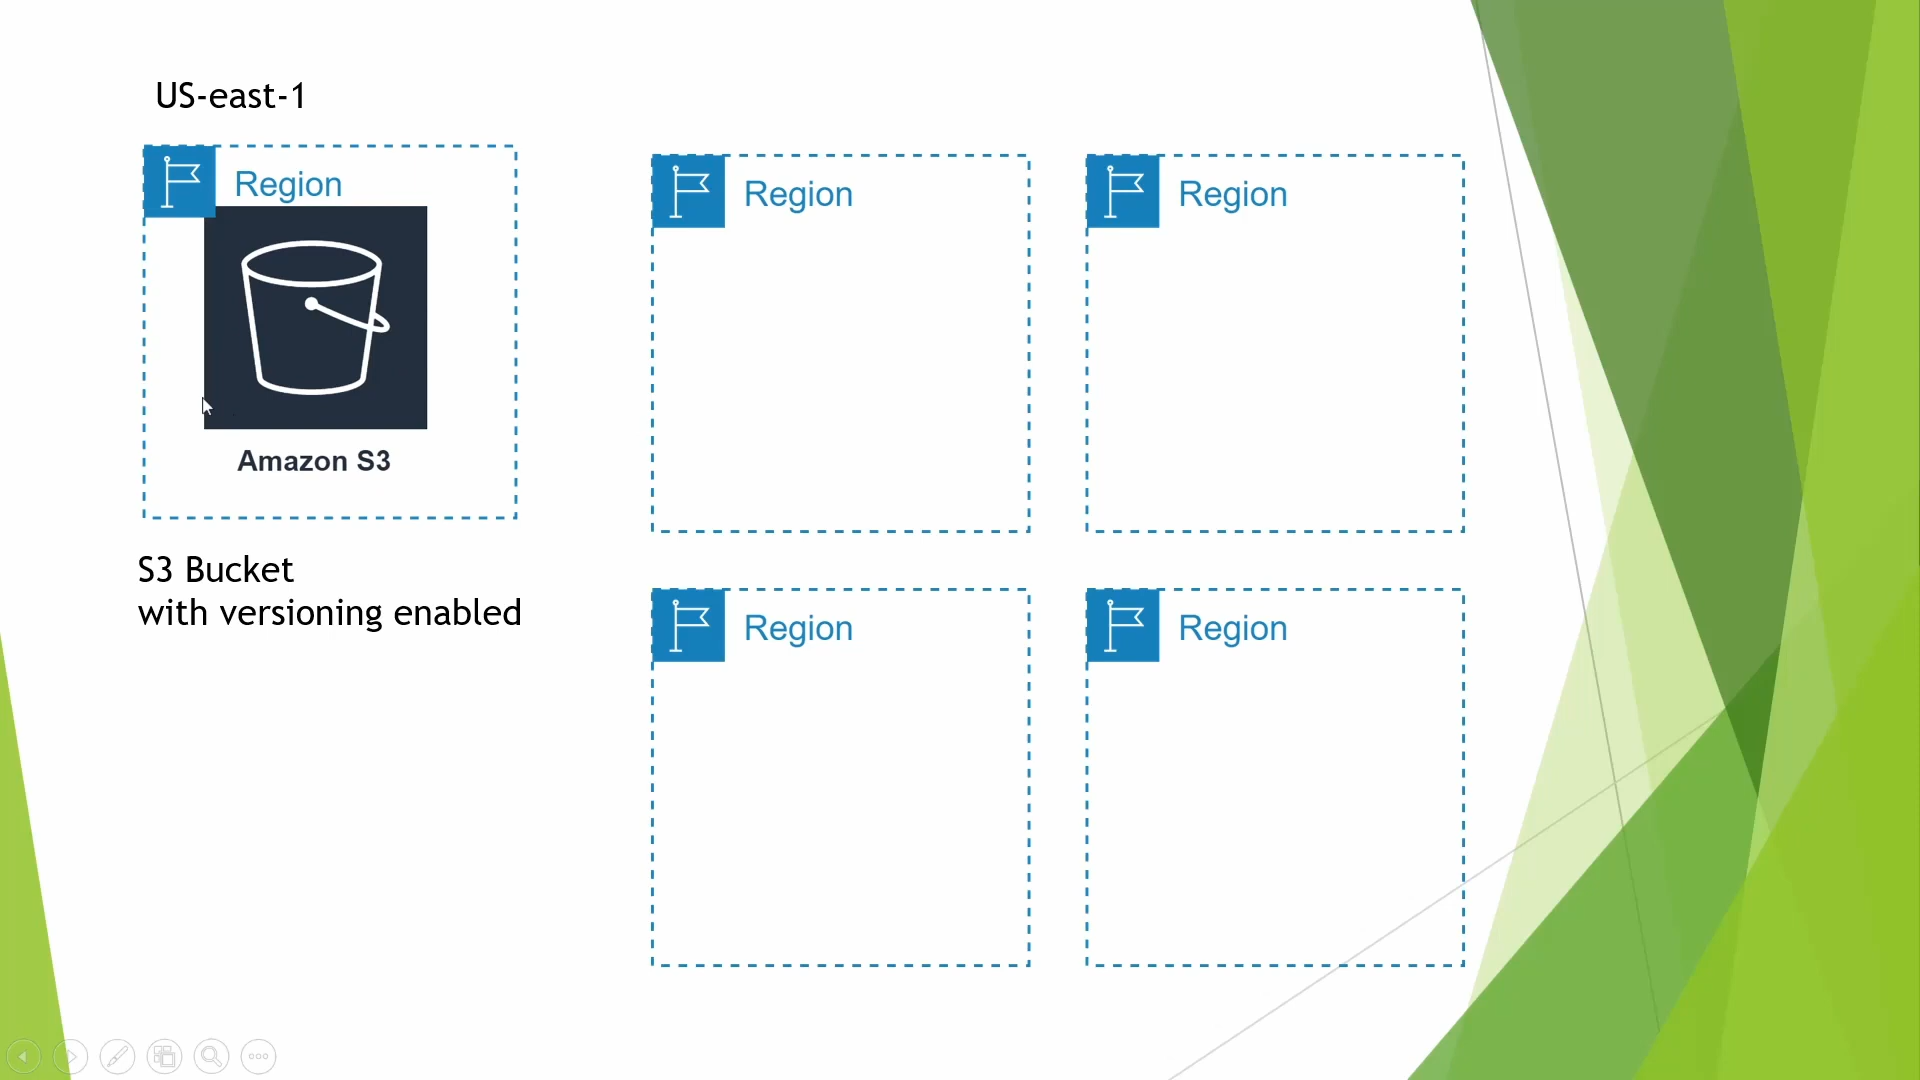 US-east-1
Region
Amazon S3
S3 Bucket
with versioning enabled
Region
Region
Region
Region